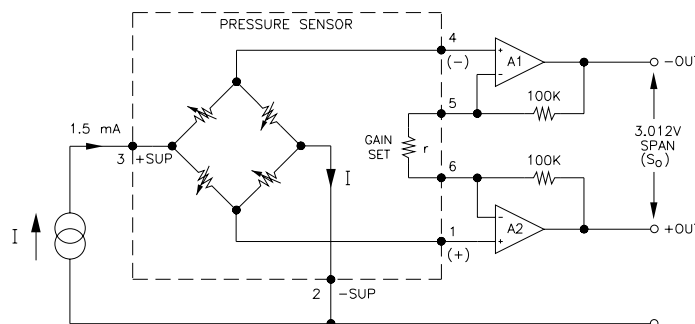 PRESSURE SENSOR
4
(-)
+
A1
-
-OUT
1.5 mA
5
100K
3.012V
SPAN
(So)
GAIN
SET
r
3 +SUP
I
6
100K
I
-
A2
+
+OUT
1
(+)
2 -SUP